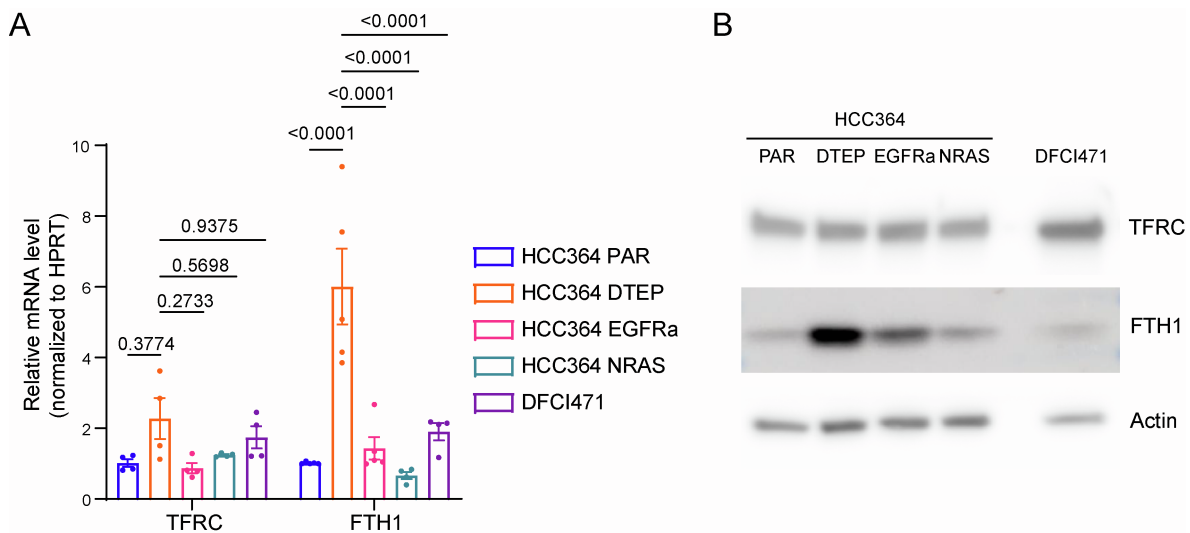 A
<0.0001
<0.0001
<0.0001
<0.0001
0.9375
0.5698
0.2733
0.3774
Relative mRNA level
(normalized to HPRT)
10
8
6
4
2
0
TFRC
FTH1
HCC364 PAR
HCC364 DTEP
HCC364 EGFRa
HCC364 NRAS
DFCI471
B
HCC364
PAR DTEP EGFRa NRAS DFCI471
TFRC
FTH1
Actin